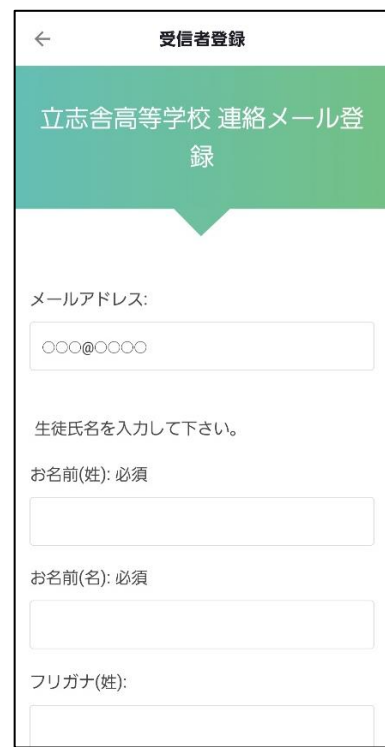 受信者登録
立志舎高等学校 連絡メール登
録
メールアドレス:
○○○@○○○○
生徒氏名を入力して下さい。
お名前(姓): 必須
お名前(名): 必須
フリガナ(姓):